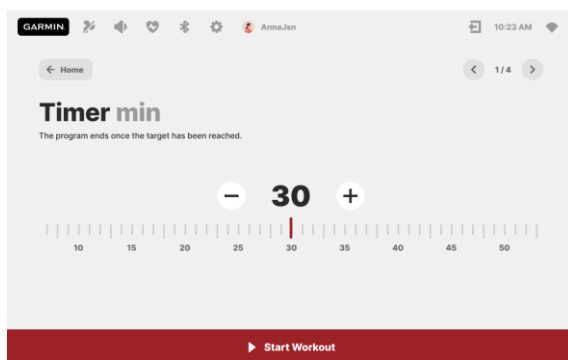 GARMIN AnnaJsn 10:23 AM
← Home 1/4
Timer min
The program ends once the target has been reached.
− 30 +
10 15 20 25 30 35 40 45 50
Start Workout